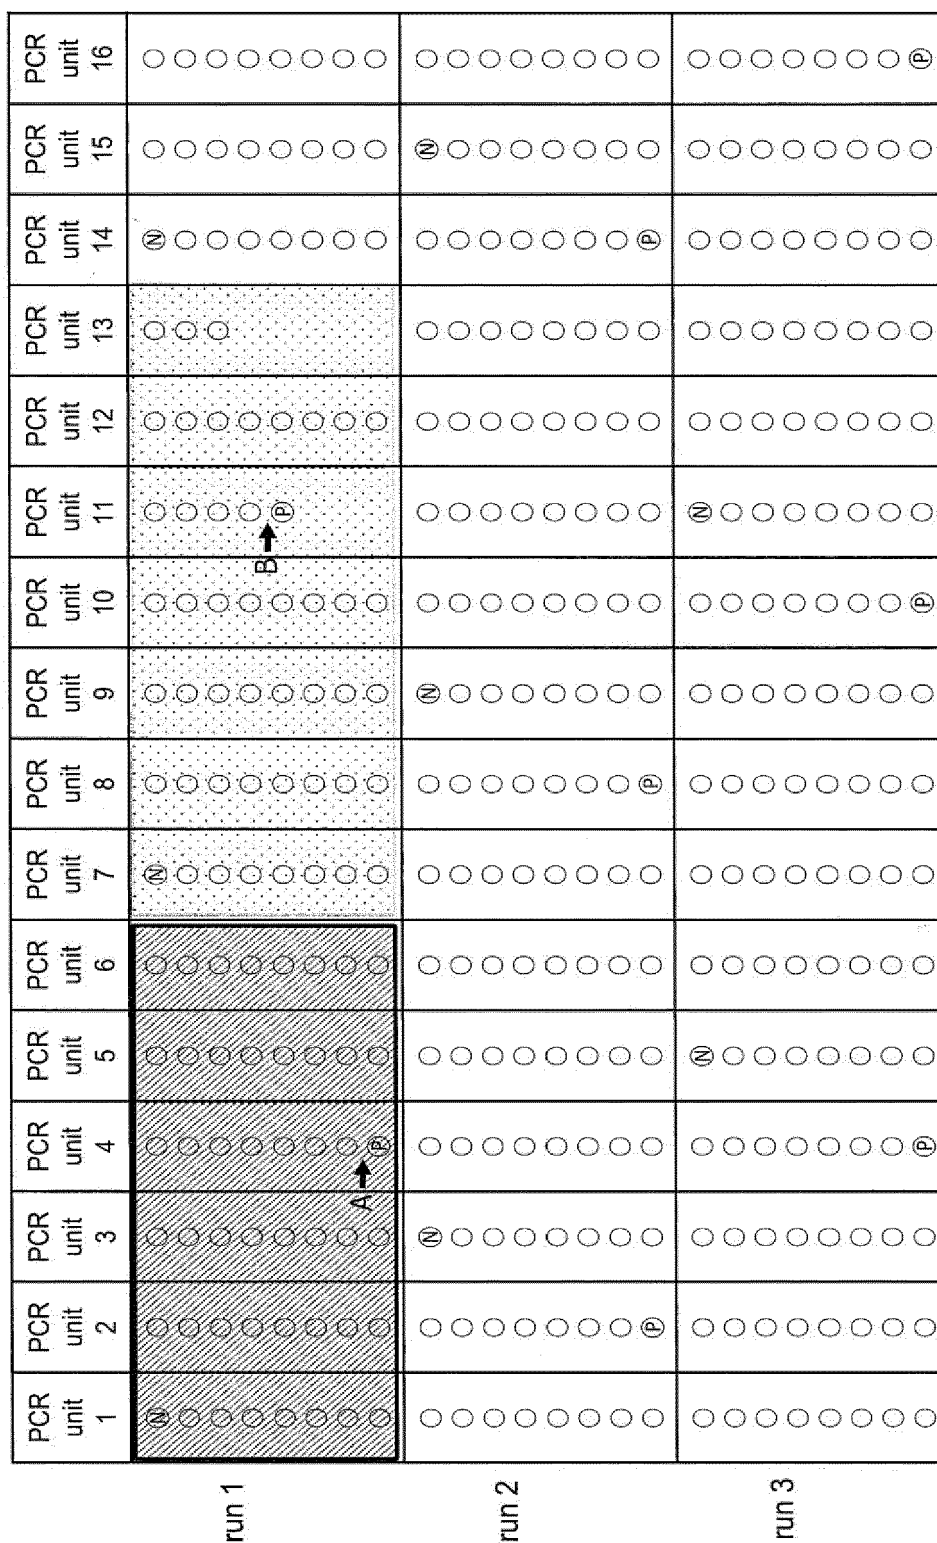 PCR
unit
1
PCR
unit
2
PCR
unit
3
PCR
unit
4
PCR
unit
5
PCR
unit
6
PCR
unit
7
PCR
unit
8
PCR
unit
9
PCR
unit
10
PCR
unit
11
PCR
unit
12
PCR
unit
13
PCR
unit
14
PCR
unit
15
PCR
unit
16
N N N
run 1
B P
A P
N N N
run 2
P P P
N N
run 3
P P P